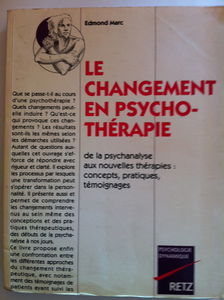 Edmond Marc
LE
CHANGEMENT
EN PSYCHO-
THÉRAPIE
de la psychanalyse
aux nouvelles thérapies :
concepts, pratiques,
témoignages
Que se passe-t-il au cours
d'une psychothérapie ?
Quels changements peut-
elle induire ? Qu'est-ce
qui provoque ces chan-
gements ? Les résultats
sont-ils les mêmes selon
les démarches utilisées ?
Autant de questions aux-
quelles cet ouvrage s'ef-
force de répondre avec
rigueur et clarté. Il explore
les processus par lesquels
une transformation peut
s'opérer dans la person-
nalité. Il présente aussi et
permet de comprendre
les changements interve-
nus au sein même des
conceptions et des prati-
ques thérapeutiques, des
débuts de la psychanaly-
se à nos jours.
Ce livre propose enfin
une confrontation entre
les différentes approches
du changement théra-
peutique, avec notam-
ment des témoignages de
patients ayant suivi les
PSYCHOLOGIE
DYNAMIQUE
RETZ